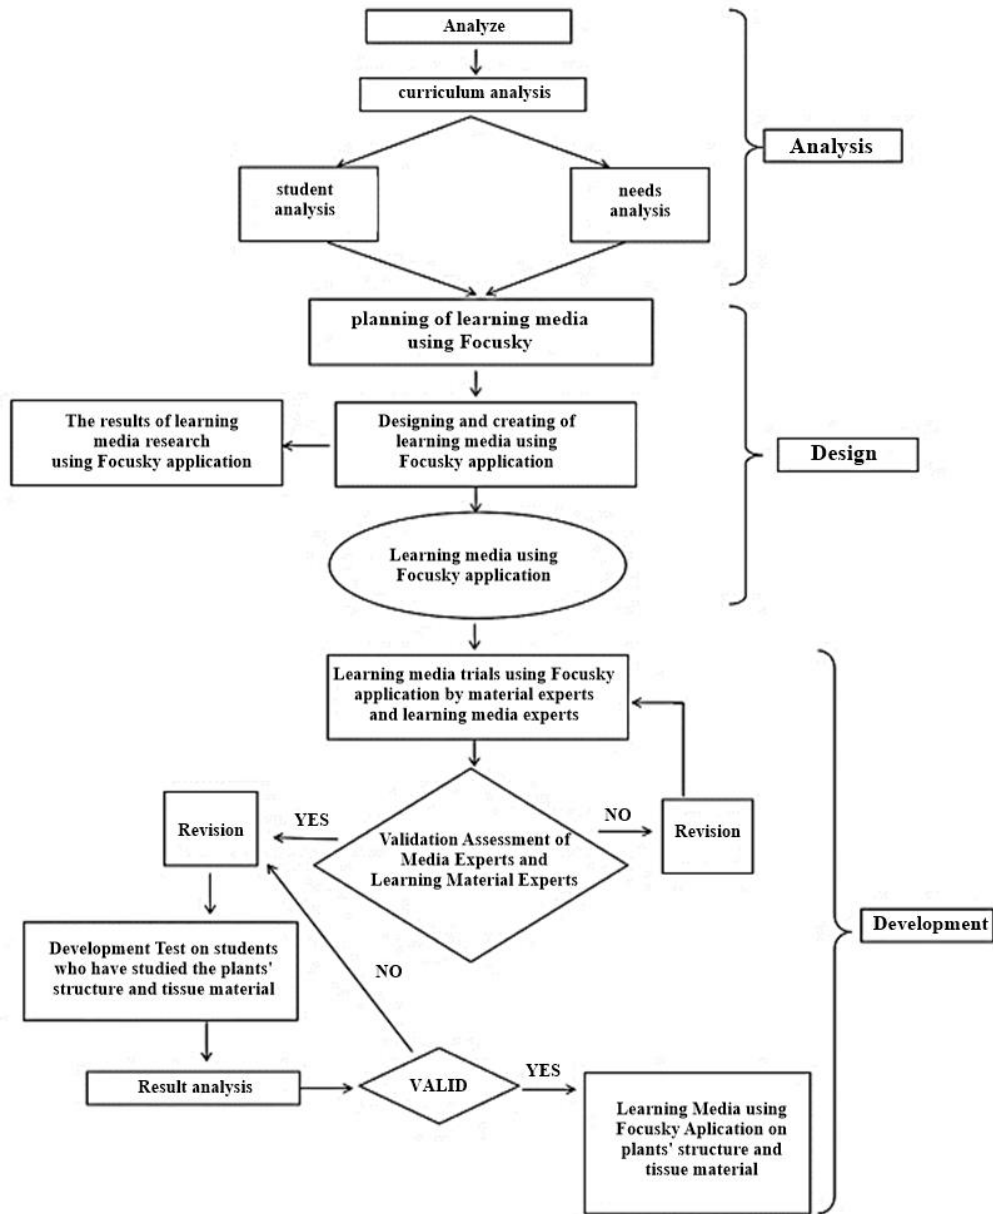 Analyze
curriculum analysis
Analysis
student
analysis
needs
analysis
planning of learning media
using Focusky
The results of learning
media research
using Focusky application
Designing and creating of
learning media using
Focusky application
Design
Learning media using
Focusky application
Learning media trials using Focusky
application by material experts
and learning media experts
Revision
YES
Validation Assessment of
Media Experts and
Learning Material Experts
NO
Revision
Development
Development Test on students
who have studied the plants'
structure and tissue material
NO
Result analysis
VALID
YES
Learning Media using
Focusky Aplication on
plants' structure and
tissue material